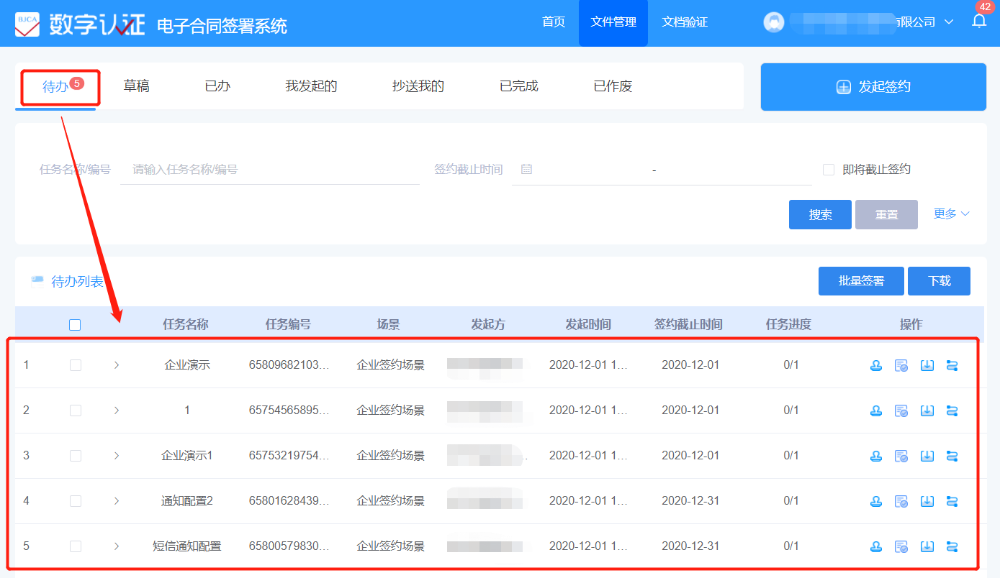 BJCA 数字认证 电子合同签署系统 首页 文件管理 文档验证 有限公司 42
待办 5 草稿 已办 我发起的 抄送我的 已完成 已作废 发起签约
任务名称/编号 请输入任务名称/编号 签约截止时间 - 即将截止签约
搜索 重置 更多
待办列表 批量签署 下载
任务名称 任务编号 场景 发起方 发起时间 签约截止时间 任务进度 操作
1 企业演示 65809682103... 企业签约场景 2020-12-01 1... 2020-12-01 0/1
2 1 65754565895... 企业签约场景 2020-12-01 1... 2020-12-01 0/1
3 企业演示1 65753219754... 企业签约场景 2020-12-01 1... 2020-12-01 0/1
4 通知配置2 65801628439... 企业签约场景 2020-12-01 1... 2020-12-31 0/1
5 短信通知配置 65800579830... 企业签约场景 2020-12-01 1... 2020-12-31 0/1